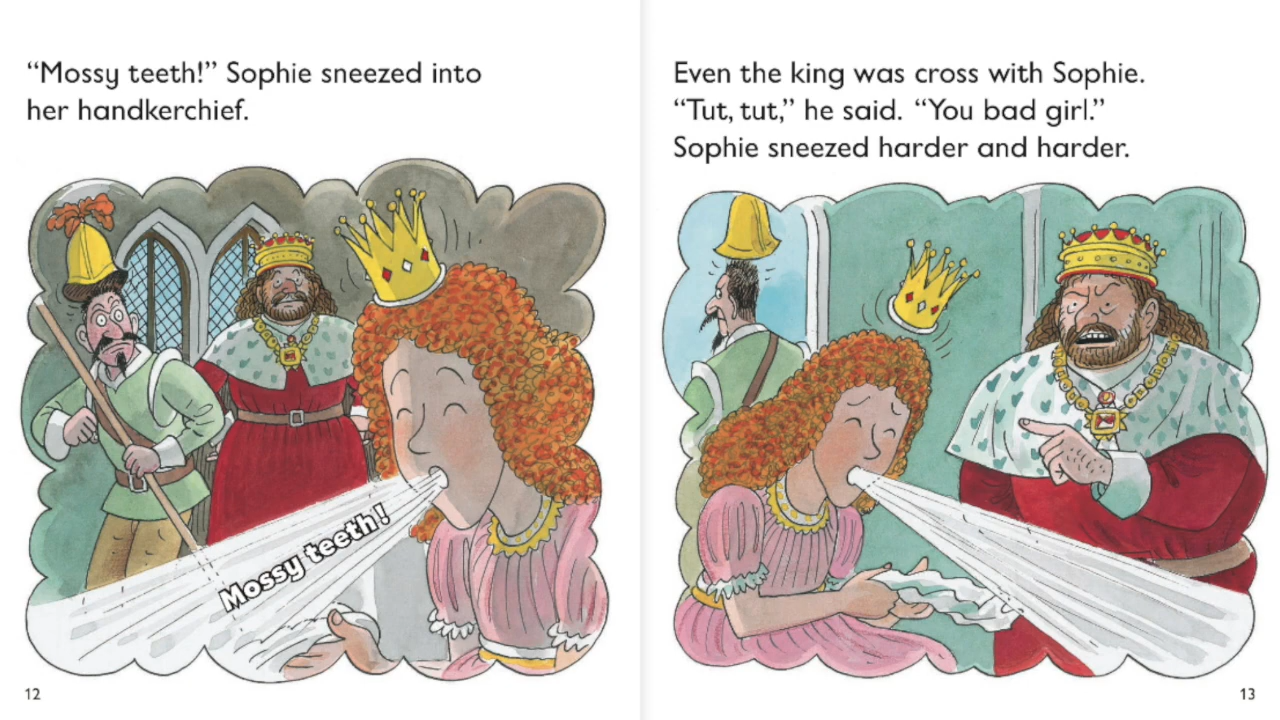 “Mossy teeth!” Sophie sneezed into
her handkerchief.
Mossy teeth!
12
Even the king was cross with Sophie.
“Tut, tut,” he said. “You bad girl.”
Sophie sneezed harder and harder.
13